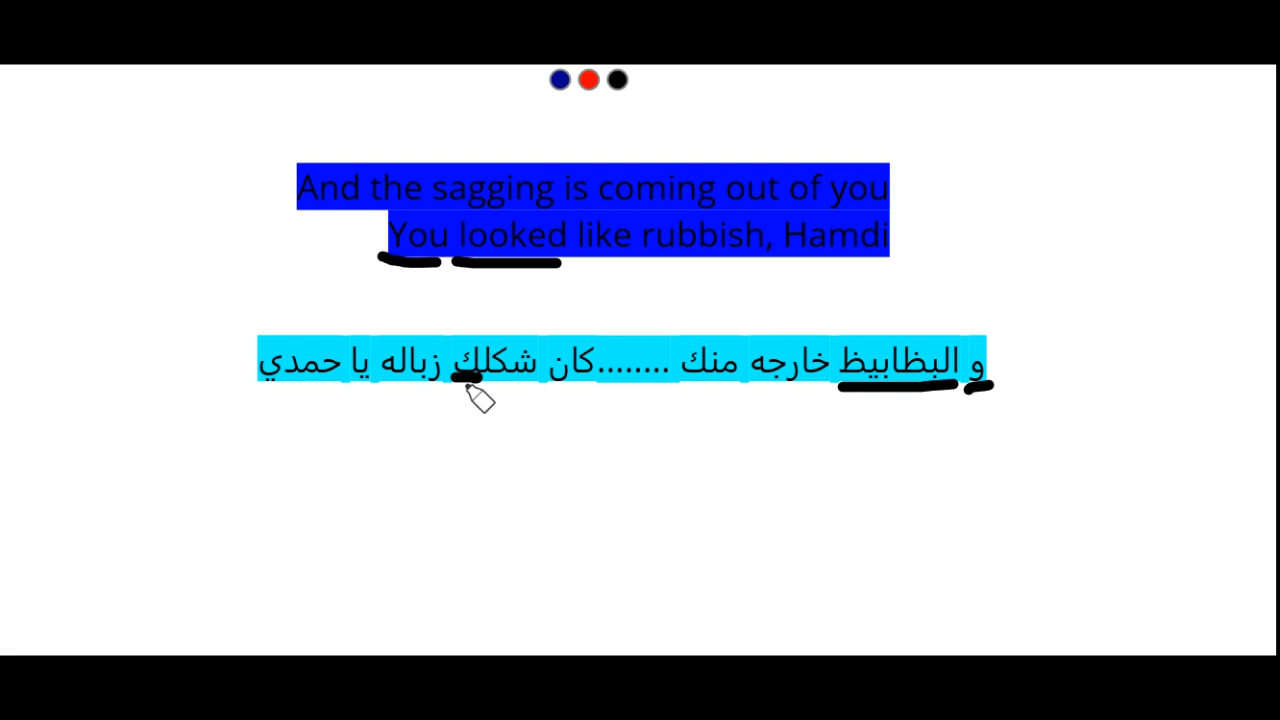 And the sagging is coming out of you
You looked like rubbish, Hamdi
و البظابيظ خارجه منك ........كان شكلك زباله يا حمدي